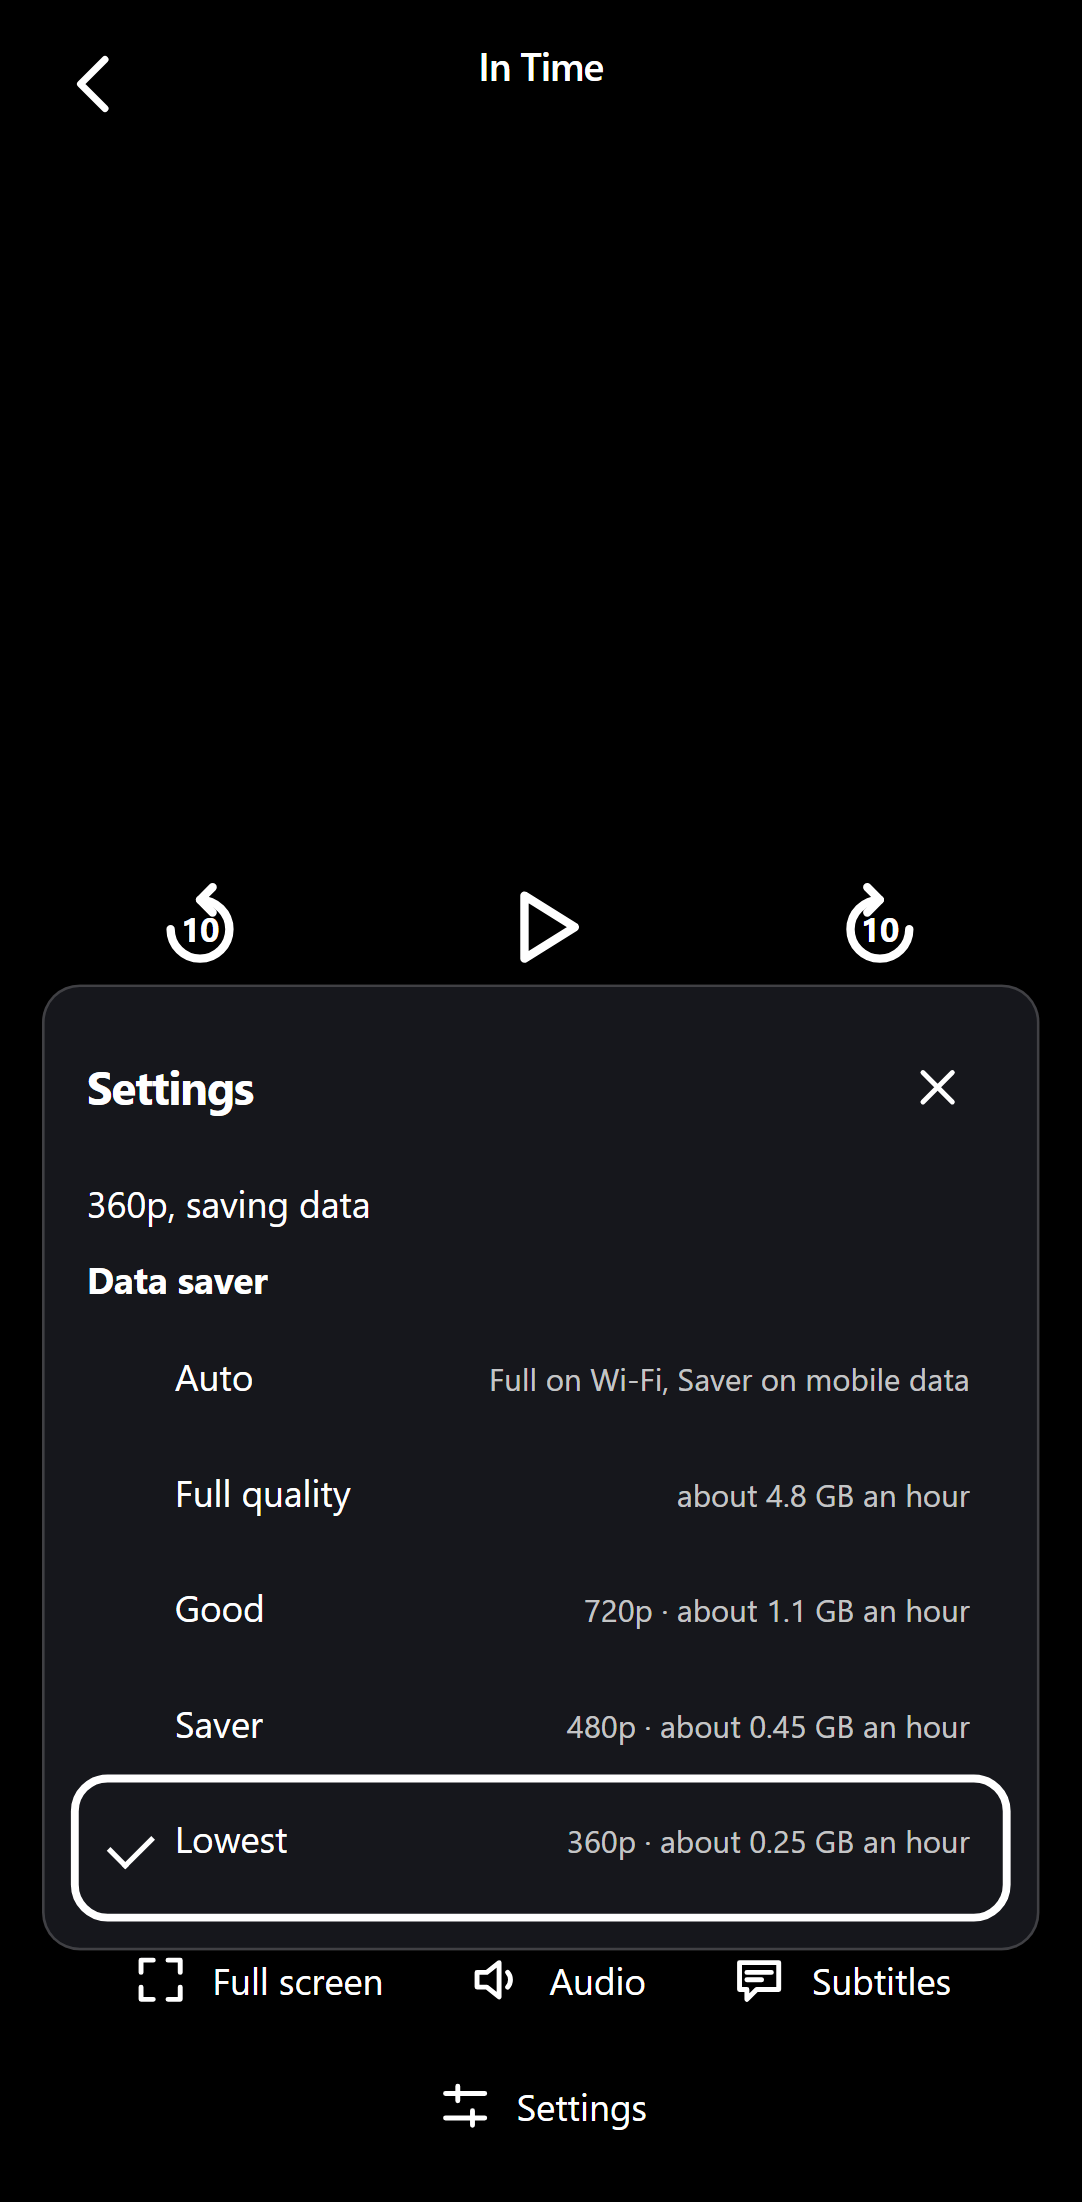 In Time
10
10
Settings
360p, saving data
Data saver
Auto Full on Wi-Fi, Saver on mobile data
Full quality about 4.8 GB an hour
Good 720p · about 1.1 GB an hour
Saver 480p · about 0.45 GB an hour
Lowest 360p · about 0.25 GB an hour
Full screen Audio Subtitles
Settings